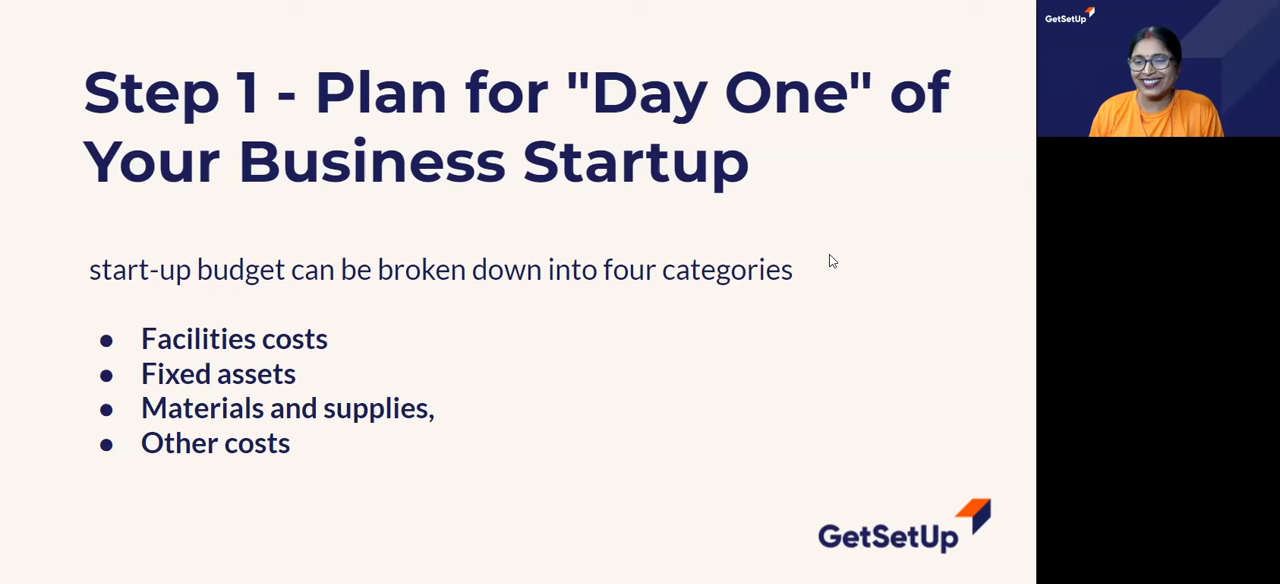 Step 1 - Plan for "Day One" of
Your Business Startup
start-up budget can be broken down into four categories
● Facilities costs
● Fixed assets
● Materials and supplies,
● Other costs
GetSetUp
GetSetUp